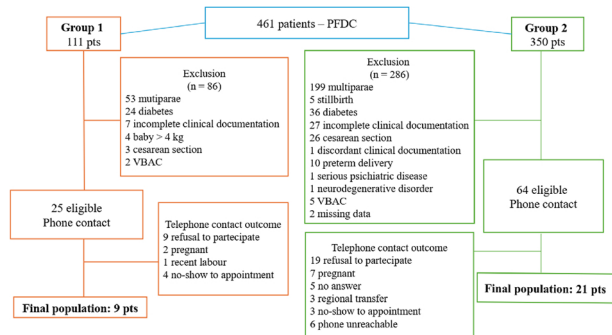 461 patients – PFDC
Group 1
111 pts
Group 2
350 pts
Exclusion
(n = 86)
53 mutiparae
24 diabetes
7 incomplete clinical documentation
4 baby > 4 kg
3 cesarean section
2 VBAC
Exclusion
(n = 286)
199 multiparae
5 stillbirth
36 diabetes
27 incomplete clinical documentation
26 cesarean section
1 discordant clinical documentation
10 preterm delivery
1 serious psychiatric disease
1 neurodegenerative disorder
5 VBAC
2 missing data
25 eligible
Phone contact
64 eligible
Phone contact
Telephone contact outcome
9 refusal to partecipate
2 pregnant
1 recent labour
4 no-show to appointment
Telephone contact outcome
19 refusal to partecipate
7 pregnant
5 no answer
3 regional transfer
3 no-show to appointment
6 phone unreachable
Final population: 9 pts
Final population: 21 pts